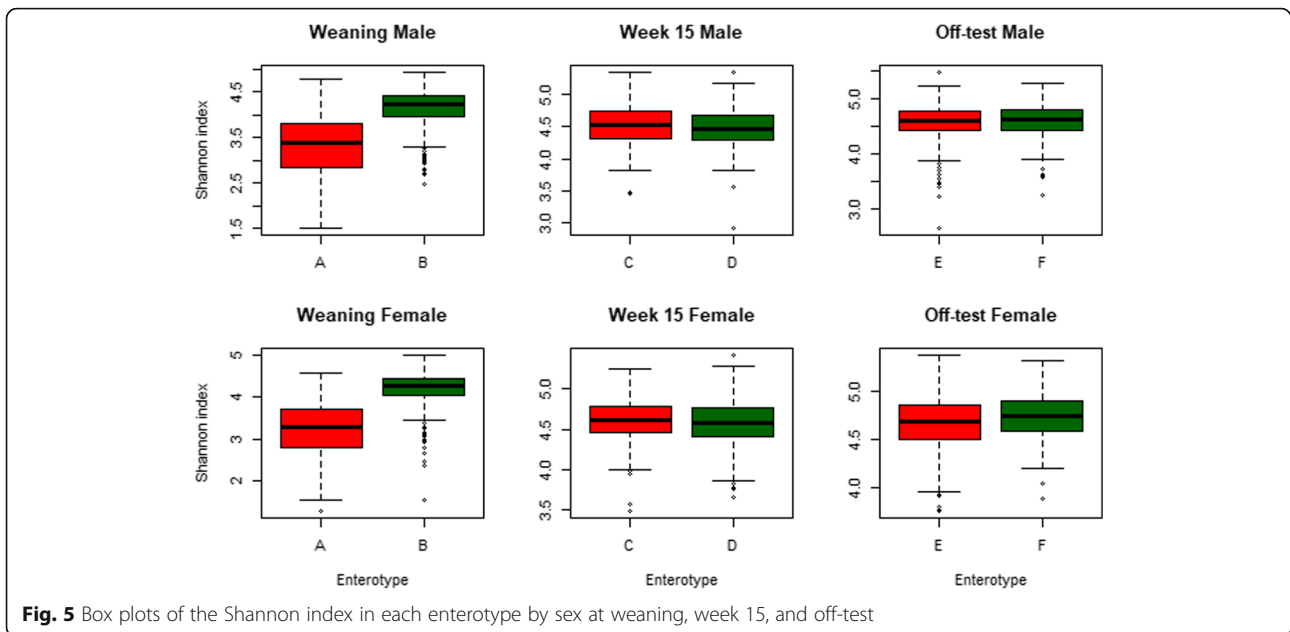 Weaning Male
Week 15 Male
Off-test Male
Shannon index
1.5 2.5 3.5 4.5
3.0 3.5 4.0 4.5 5.0
3.0 4.0 5.0
A B
C D
E F
Weaning Female
Week 15 Female
Off-test Female
Shannon index
2 3 4 5
3.5 4.0 4.5 5.0
4.0 4.5 5.0
A B
C D
E F
Enterotype
Enterotype
Enterotype
Fig. 5 Box plots of the Shannon index in each enterotype by sex at weaning, week 15, and off-test